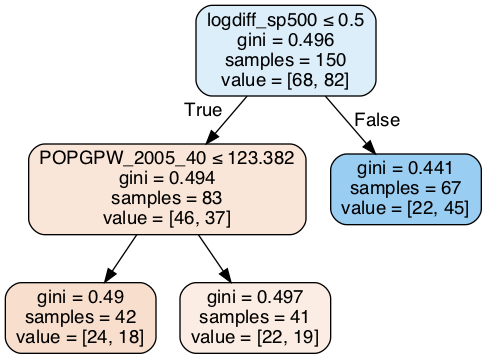 logdiff_sp500 ≤ 0.5
gini = 0.496
samples = 150
value = [68, 82]
True
False
POPGPW_2005_40 ≤ 123.382
gini = 0.494
samples = 83
value = [46, 37]
gini = 0.441
samples = 67
value = [22, 45]
gini = 0.49
samples = 42
value = [24, 18]
gini = 0.497
samples = 41
value = [22, 19]